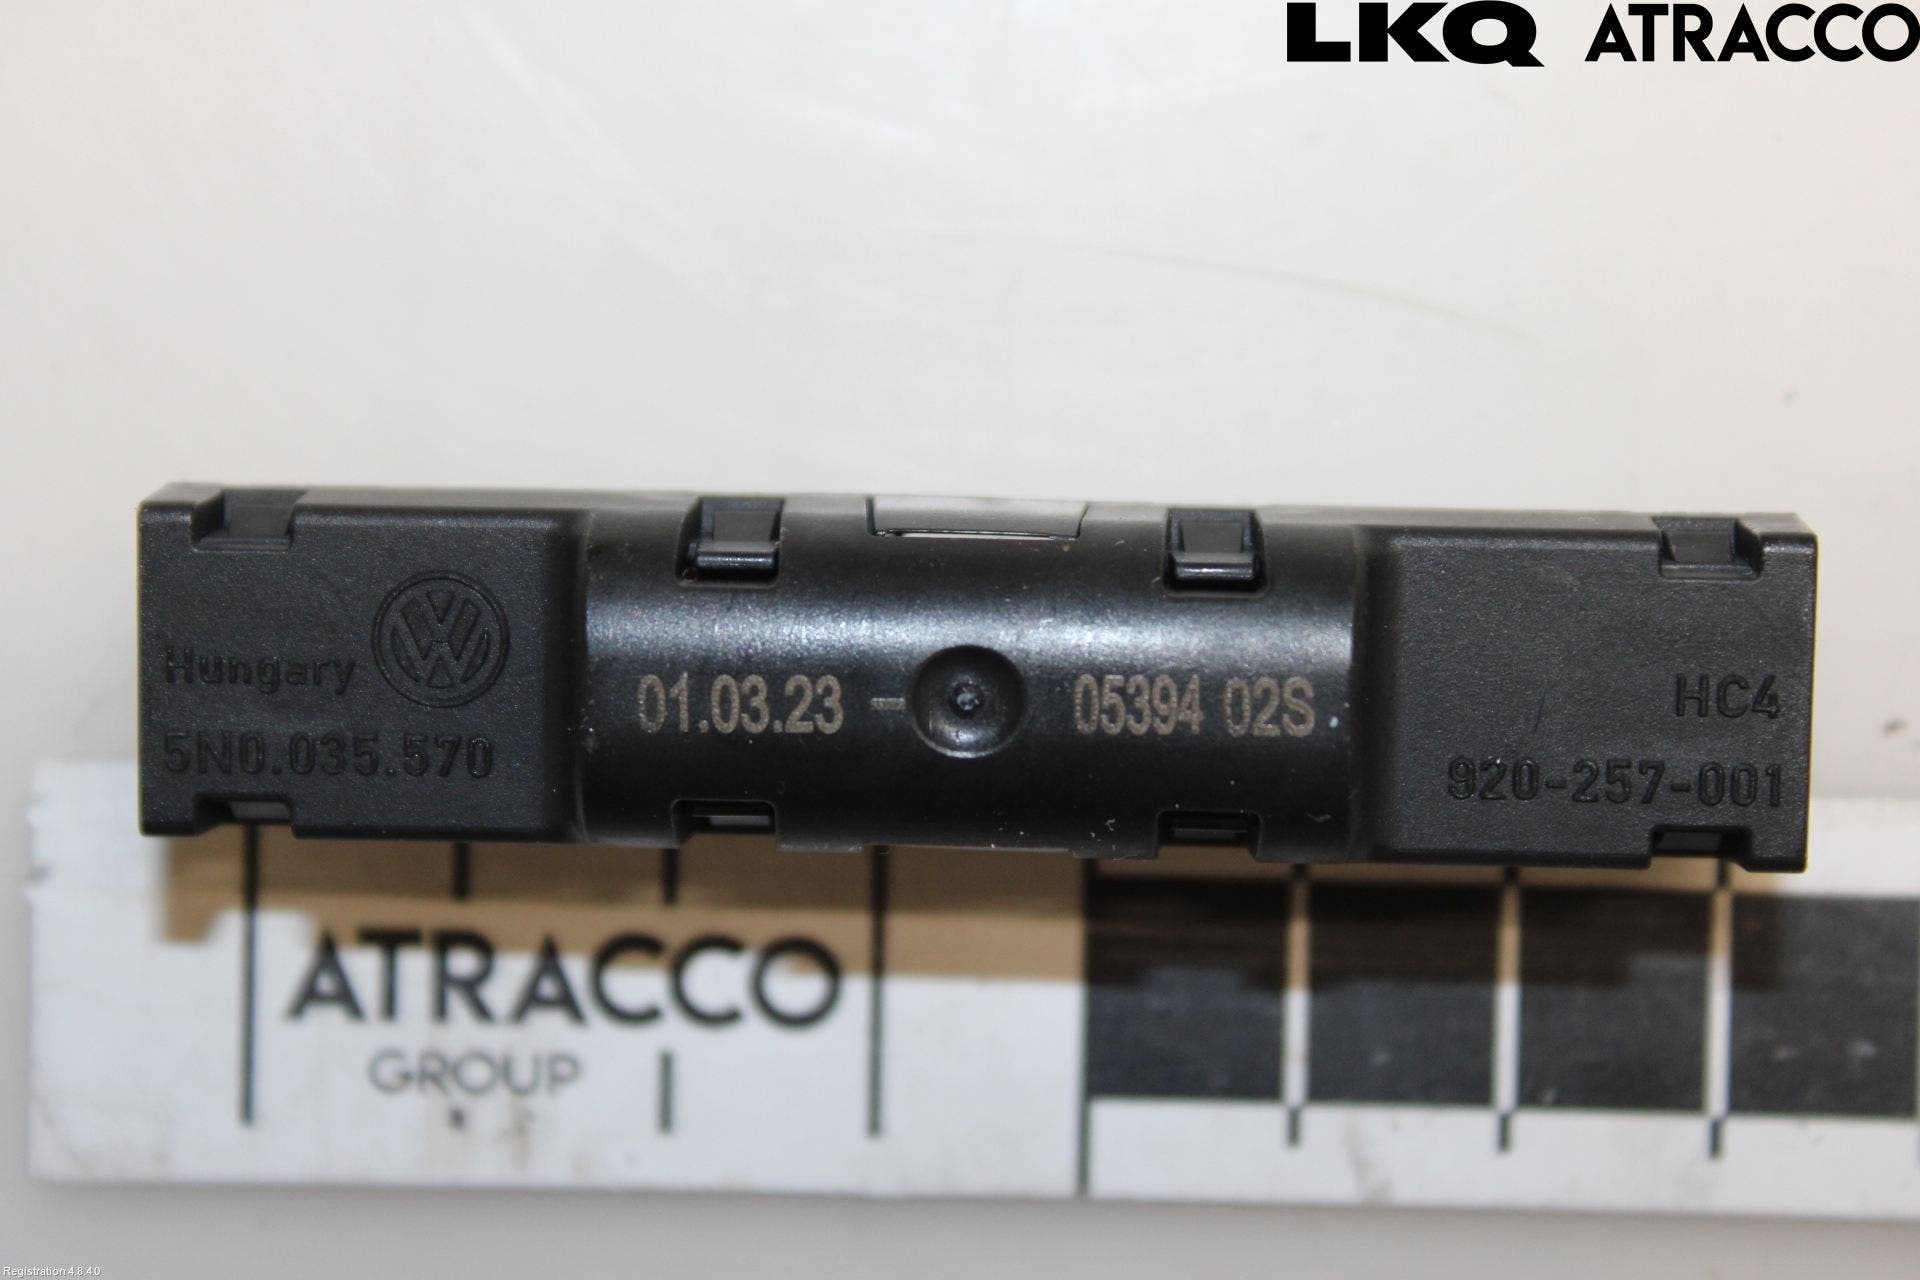 LKQ ATRACCO
Hungary
5N0.035.570
01.03.23 - 05394 02S
HC4
920-257-001
ATRACCO
GROUP
Registration 4.8.4.0